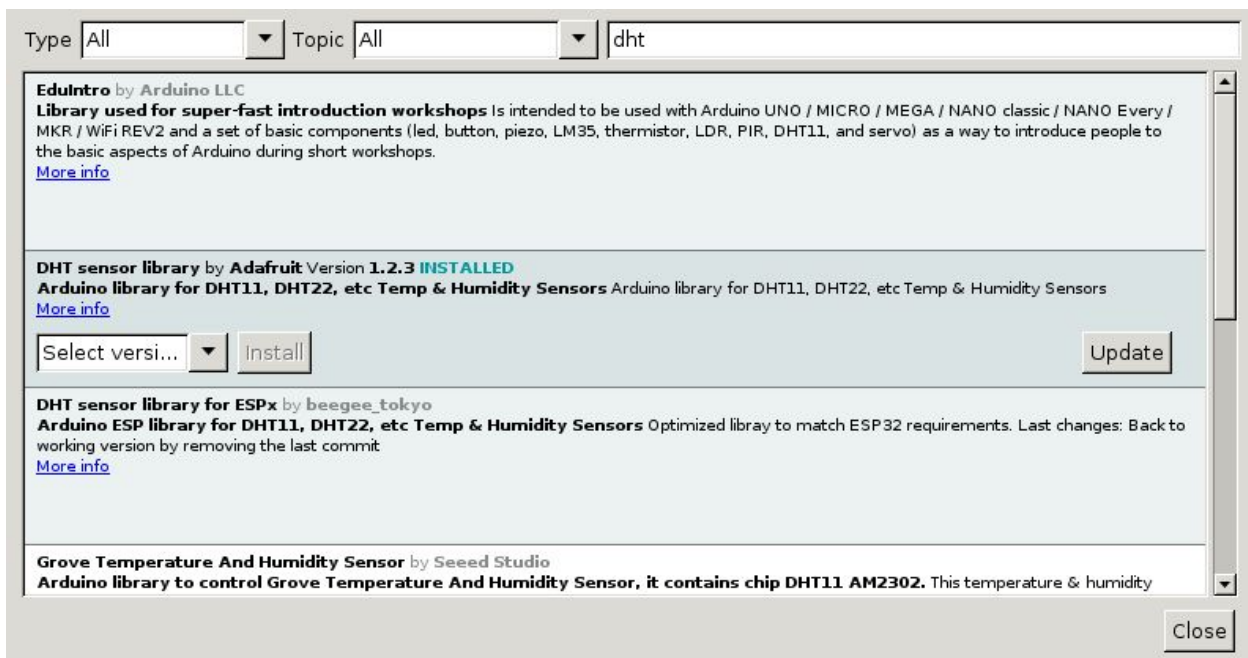 Type All Topic All dht
EduIntro by Arduino LLC
Library used for super-fast introduction workshops Is intended to be used with Arduino UNO / MICRO / MEGA / NANO classic / NANO Every /
MKR / WiFi REV2 and a set of basic components (led, button, piezo, LM35, thermistor, LDR, PIR, DHT11, and servo) as a way to introduce people to
the basic aspects of Arduino during short workshops.
More info
DHT sensor library by Adafruit Version 1.2.3 INSTALLED
Arduino library for DHT11, DHT22, etc Temp & Humidity Sensors Arduino library for DHT11, DHT22, etc Temp & Humidity Sensors
More info
Select versi... Install Update
DHT sensor library for ESPx by beegee_tokyo
Arduino ESP library for DHT11, DHT22, etc Temp & Humidity Sensors Optimized libray to match ESP32 requirements. Last changes: Back to
working version by removing the last commit
More info
Grove Temperature And Humidity Sensor by Seeed Studio
Arduino library to control Grove Temperature And Humidity Sensor, it contains chip DHT11 AM2302. This temperature & humidity
Close